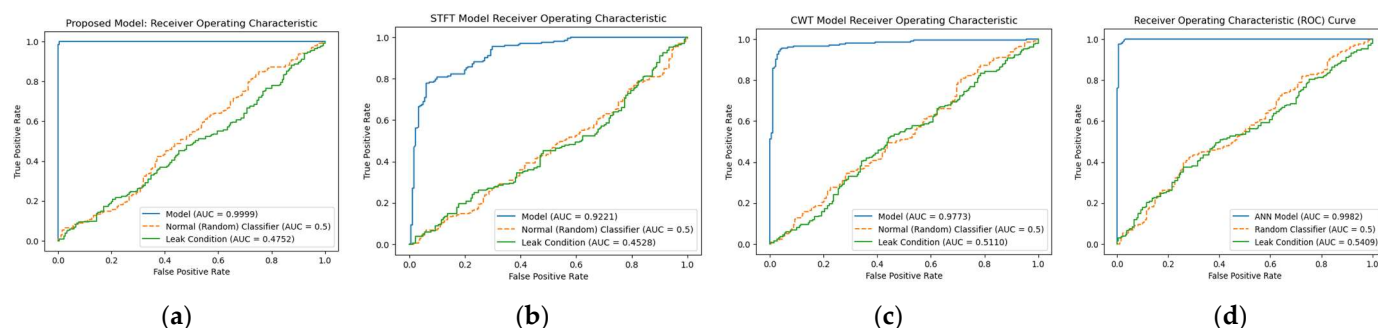 Proposed Model: Receiver Operating Characteristic
1.0
0.8
0.6
0.4
0.2
0.0
True Positive Rate
Model (AUC = 0.9999)
Normal (Random) Classifier (AUC = 0.5)
Leak Condition (AUC = 0.4752)
0.0 0.2 0.4 0.6 0.8 1.0
False Positive Rate
(a)
STFT Model Receiver Operating Characteristic
1.0
0.8
0.6
0.4
0.2
0.0
True Positive Rate
Model (AUC = 0.9221)
Normal (Random) Classifier (AUC = 0.5)
Leak Condition (AUC = 0.4528)
0.0 0.2 0.4 0.6 0.8 1.0
False Positive Rate
(b)
CWT Model Receiver Operating Characteristic
1.0
0.8
0.6
0.4
0.2
0.0
True Positive Rate
Model (AUC = 0.9773)
Normal (Random) Classifier (AUC = 0.5)
Leak Condition (AUC = 0.5110)
0.0 0.2 0.4 0.6 0.8 1.0
False Positive Rate
(c)
Receiver Operating Characteristic (ROC) Curve
1.0
0.8
0.6
0.4
0.2
0.0
True Positive Rate
ANN Model (AUC = 0.9982)
Random Classifier (AUC = 0.5)
Leak Condition (AUC = 0.5409)
0.0 0.2 0.4 0.6 0.8 1.0
False Positive Rate
(d)